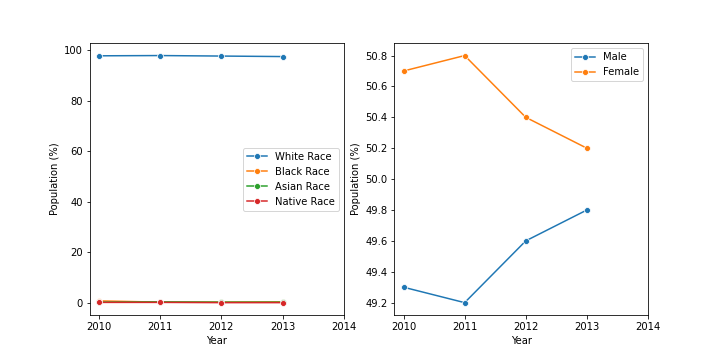 100
80
60
40
20
0
Population (%)
White Race
Black Race
Asian Race
Native Race
2010 2011 2012 2013 2014
Year
50.8
50.6
50.4
50.2
50.0
49.8
49.6
49.4
49.2
Population (%)
Male
Female
2010 2011 2012 2013 2014
Year